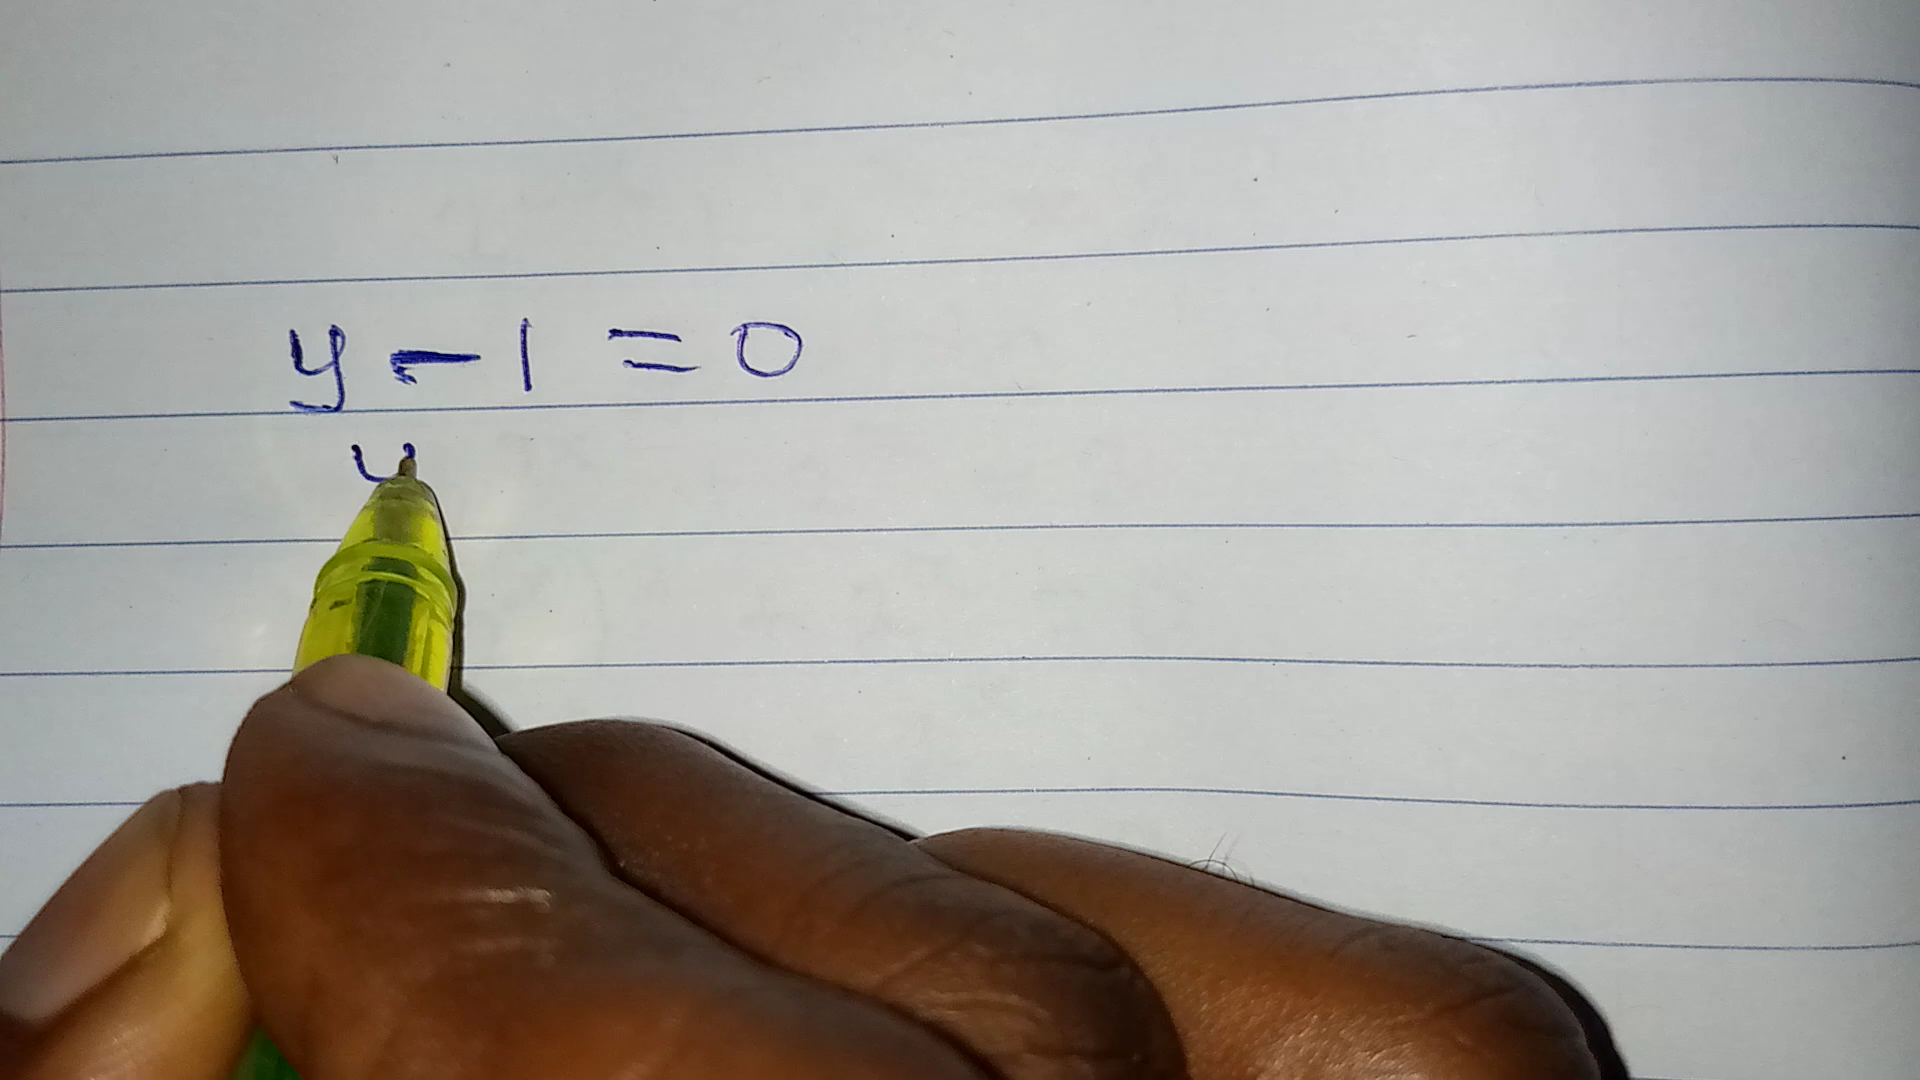 y - 1 = 0